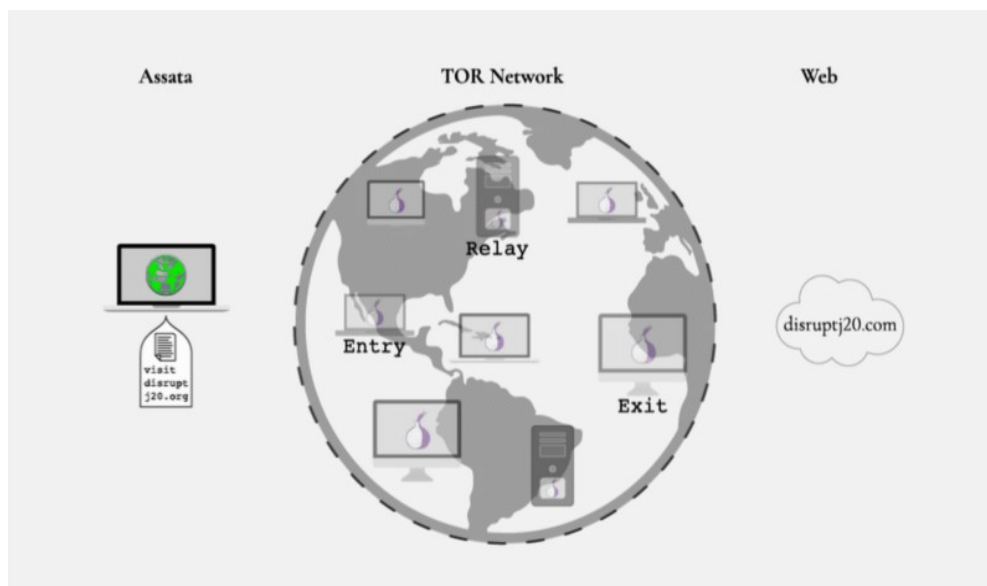 Assata
TOR Network
Web
Relay
Entry
Exit
visit
disrupt
j20.org
disruptj20.com